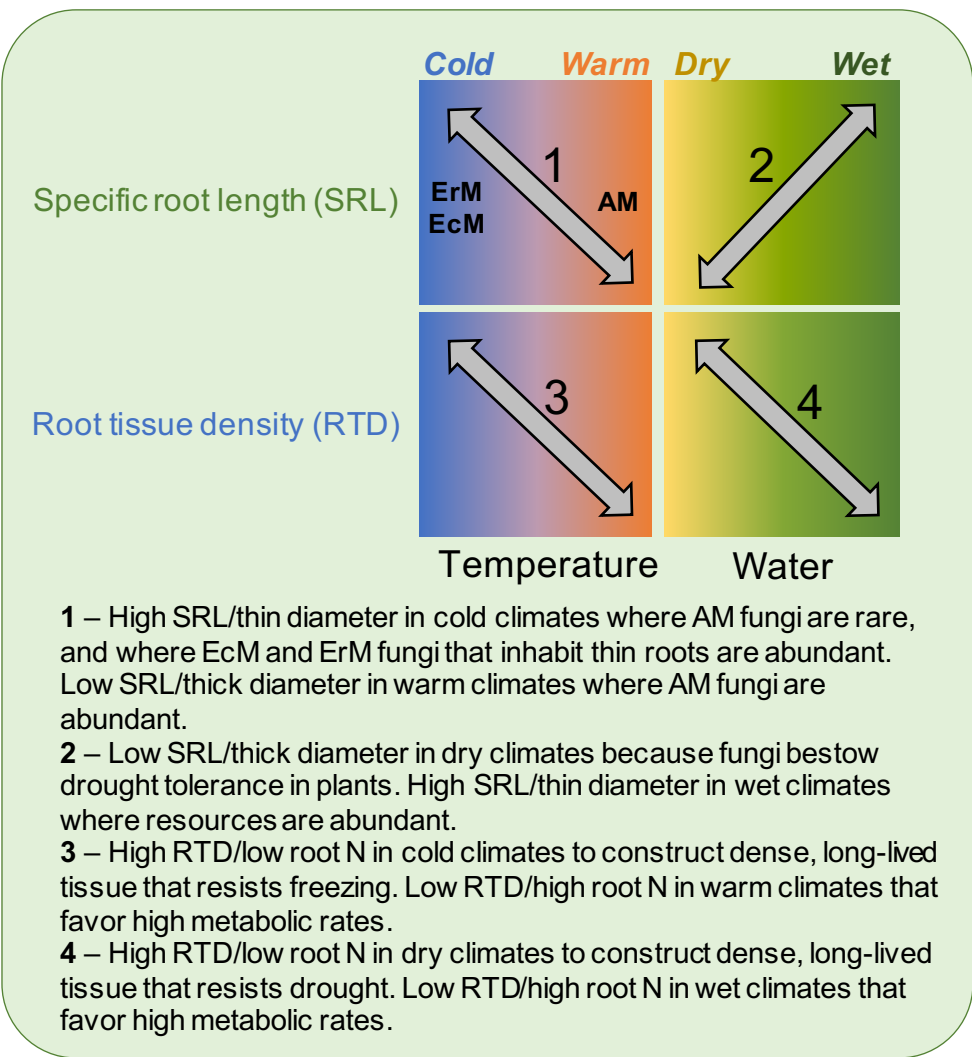 Cold Warm Dry Wet
Specific root length (SRL)
1
ErM
EcM
AM
2
Root tissue density (RTD)
3
4
Temperature Water
1 – High SRL/thin diameter in cold climates where AM fungi are rare,
and where EcM and ErM fungi that inhabit thin roots are abundant.
Low SRL/thick diameter in warm climates where AM fungi are
abundant.
2 – Low SRL/thick diameter in dry climates because fungi bestow
drought tolerance in plants. High SRL/thin diameter in wet climates
where resources are abundant.
3 – High RTD/low root N in cold climates to construct dense, long-lived
tissue that resists freezing. Low RTD/high root N in warm climates that
favor high metabolic rates.
4 – High RTD/low root N in dry climates to construct dense, long-lived
tissue that resists drought. Low RTD/high root N in wet climates that
favor high metabolic rates.